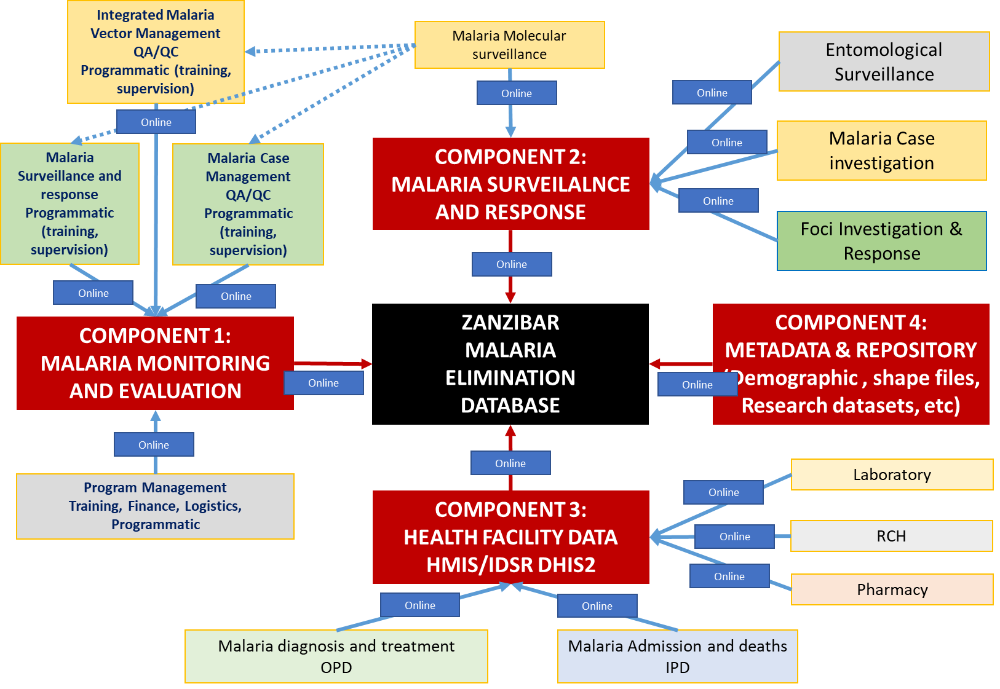 Integrated Malaria
Vector Management
QA/QC
Programmatic (training,
supervision)
Malaria Molecular
surveillance
Entomological
Surveillance
Online
Online
Online
Malaria Case
investigation
Online
Online
Foci Investigation &
Response
Malaria
Surveillance and
response
Programmatic
(training,
supervision)
Malaria Case
Management
QA/QC
Programmatic
(training,
supervision)
COMPONENT 2:
MALARIA SURVEILALNCE
AND RESPONSE
Online
Online
Online
COMPONENT 1:
MALARIA MONITORING
AND EVALUATION
Online
ZANZIBAR
MALARIA
ELIMINATION
DATABASE
Online
COMPONENT 4:
METADATA & REPOSITORY
(Demographic , shape files,
Research datasets, etc)
Online
Online
Program Management
Training, Finance, Logistics,
Programmatic
COMPONENT 3:
HEALTH FACILITY DATA
HMIS/IDSR DHIS2
Online
Laboratory
Online
RCH
Online
Pharmacy
Online
Online
Malaria diagnosis and treatment
OPD
Malaria Admission and deaths
IPD